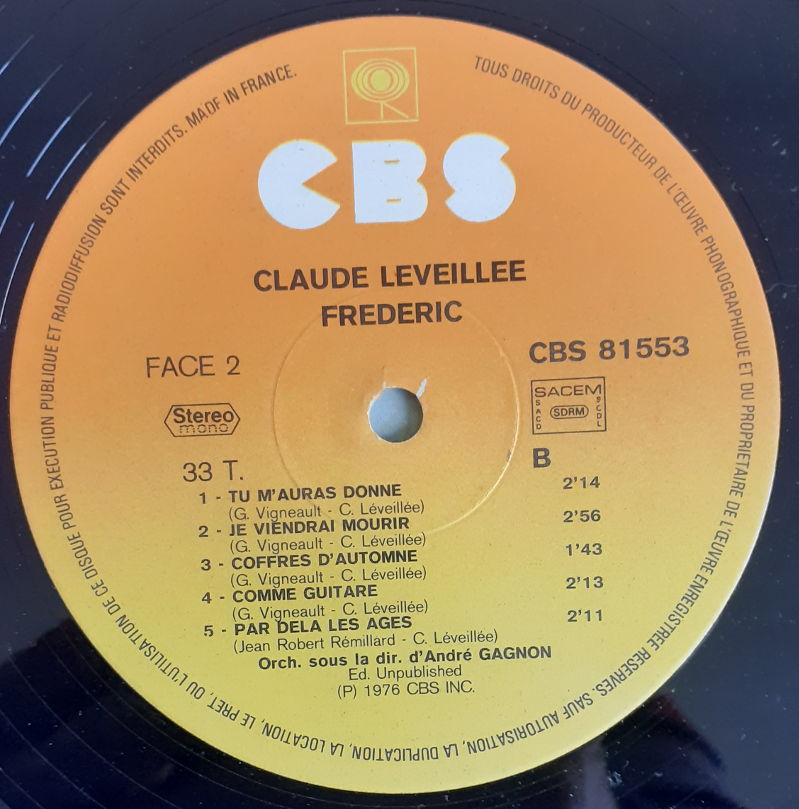 TOUS DROITS DU PRODUCTEUR DE L'ŒUVRE PHONOGRAPHIQUE ET DU PROPRIETAIRE DE L'ŒUVRE ENREGISTREE RESERVES. SAUF AUTORISATION, LA DUPLICATION, LA LOCATION, LE PRET, OU L'UTILISATION DE CE DISQUE POUR EXECUTION PUBLIQUE ET RADIODIFFUSION SONT INTERDITS. MADE IN FRANCE.
CBS
CLAUDE LEVEILLEE
FREDERIC
FACE 2
CBS 81553
Stereo
mono
SACEM
SACD
SDRM
SCDL
33 T.
B
1 - TU M'AURAS DONNE 2'14
(G. Vigneault - C. Léveillée)
2 - JE VIENDRAI MOURIR 2'56
(G. Vigneault - C. Léveillée)
3 - COFFRES D'AUTOMNE 1'43
(G. Vigneault - C. Léveillée)
4 - COMME GUITARE 2'13
(G. Vigneault - C. Léveillée)
5 - PAR DELA LES AGES 2'11
(Jean Robert Rémillard - C. Léveillée)
Orch. sous la dir. d'André GAGNON
Ed. Unpublished
(P) 1976 CBS INC.